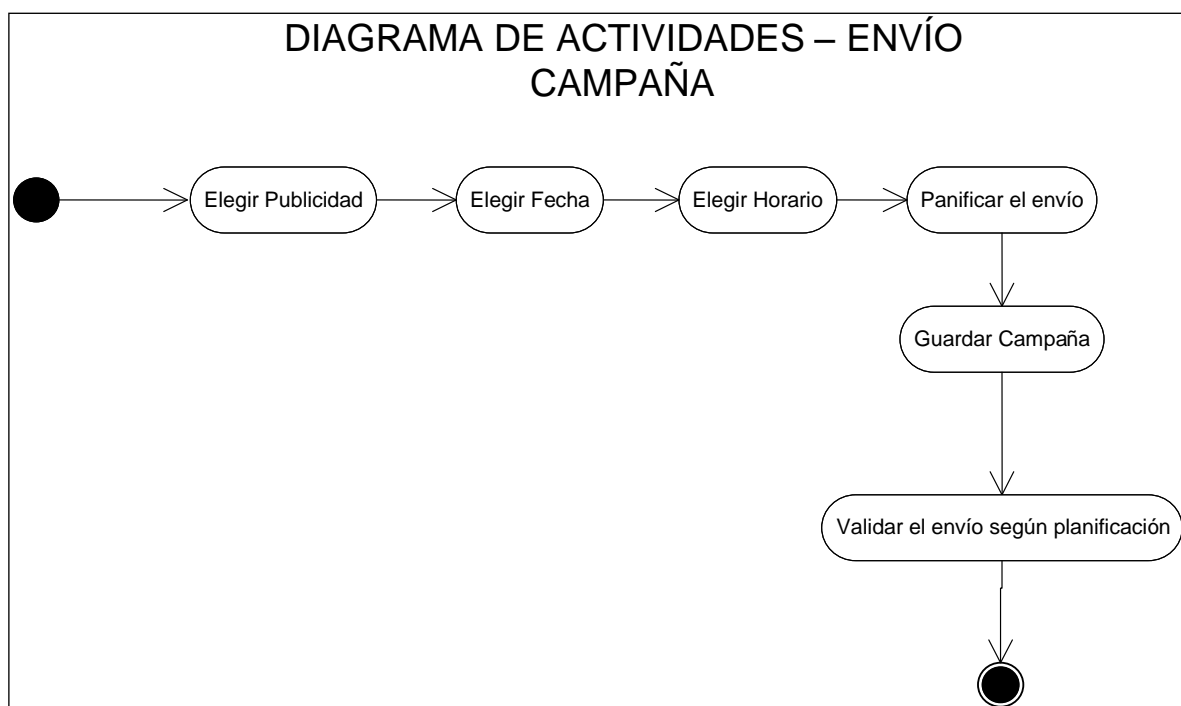 DIAGRAMA DE ACTIVIDADES – ENVÍO
CAMPAÑA
Elegir Publicidad
Elegir Fecha
Elegir Horario
Panificar el envío
Guardar Campaña
Validar el envío según planificación